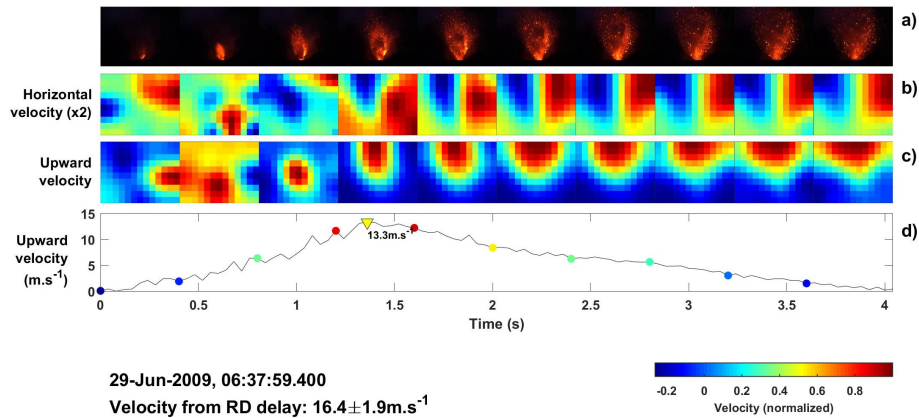 a)
Horizontal
velocity (x2)
b)
Upward
velocity
c)
Upward
velocity
(m.s⁻¹)
15
10
5
0
13.3m.s⁻¹
d)
0 0.5 1 1.5 2 2.5 3 3.5 4
Time (s)
29-Jun-2009, 06:37:59.400
Velocity from RD delay: 16.4±1.9m.s⁻¹
-0.2 0 0.2 0.4 0.6 0.8
Velocity (normalized)